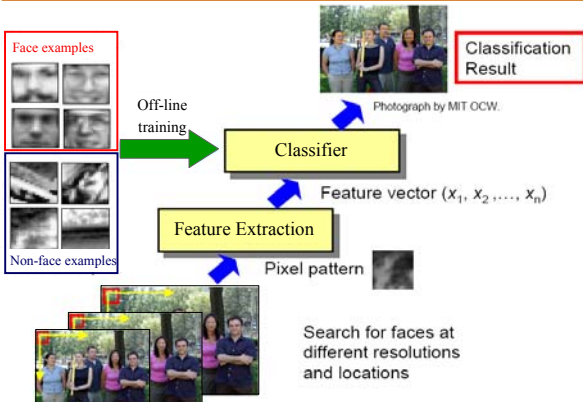 Face examples
Classification
Result
Photograph by MIT OCW.
Off-line
training
Classifier
Feature vector (x1, x2,..., xn)
Feature Extraction
Non-face examples
Pixel pattern
Search for faces at
different resolutions
and locations